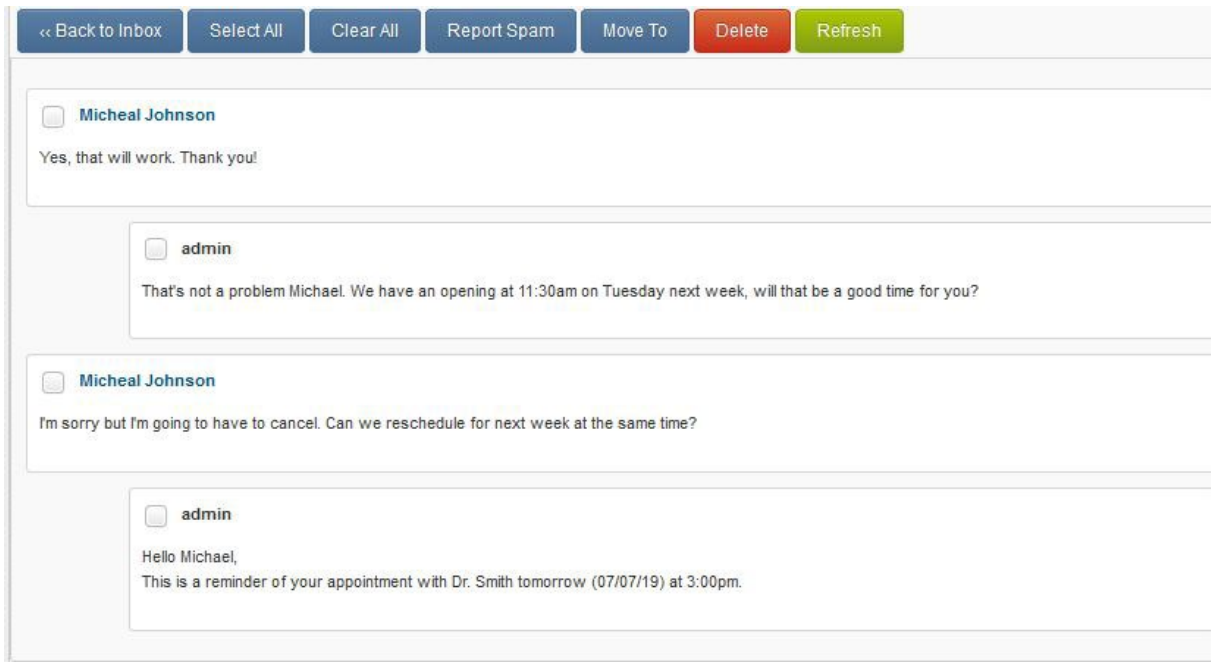 ‹‹ Back to Inbox Select All Clear All Report Spam Move To Delete Refresh
Micheal Johnson
Yes, that will work. Thank you!
admin
That's not a problem Michael. We have an opening at 11:30am on Tuesday next week, will that be a good time for you?
Micheal Johnson
I'm sorry but I'm going to have to cancel. Can we reschedule for next week at the same time?
admin
Hello Michael,
This is a reminder of your appointment with Dr. Smith tomorrow (07/07/19) at 3:00pm.